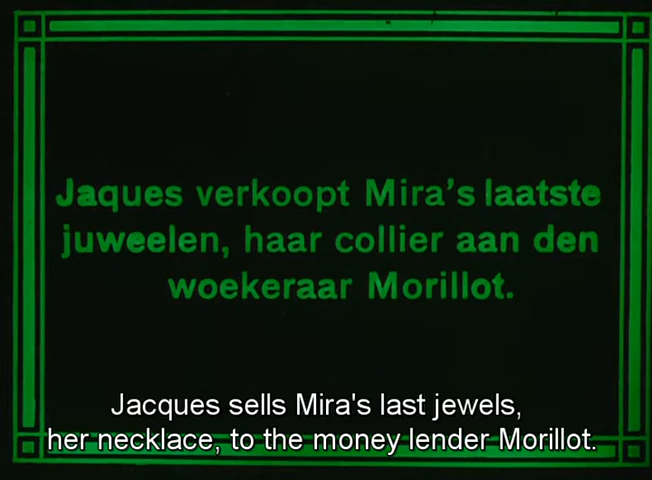 Jaques verkoopt Mira's laatste
juweelen, haar collier aan den
woekeraar Morillot.
Jacques sells Mira's last jewels,
her necklace, to the money lender Morillot.